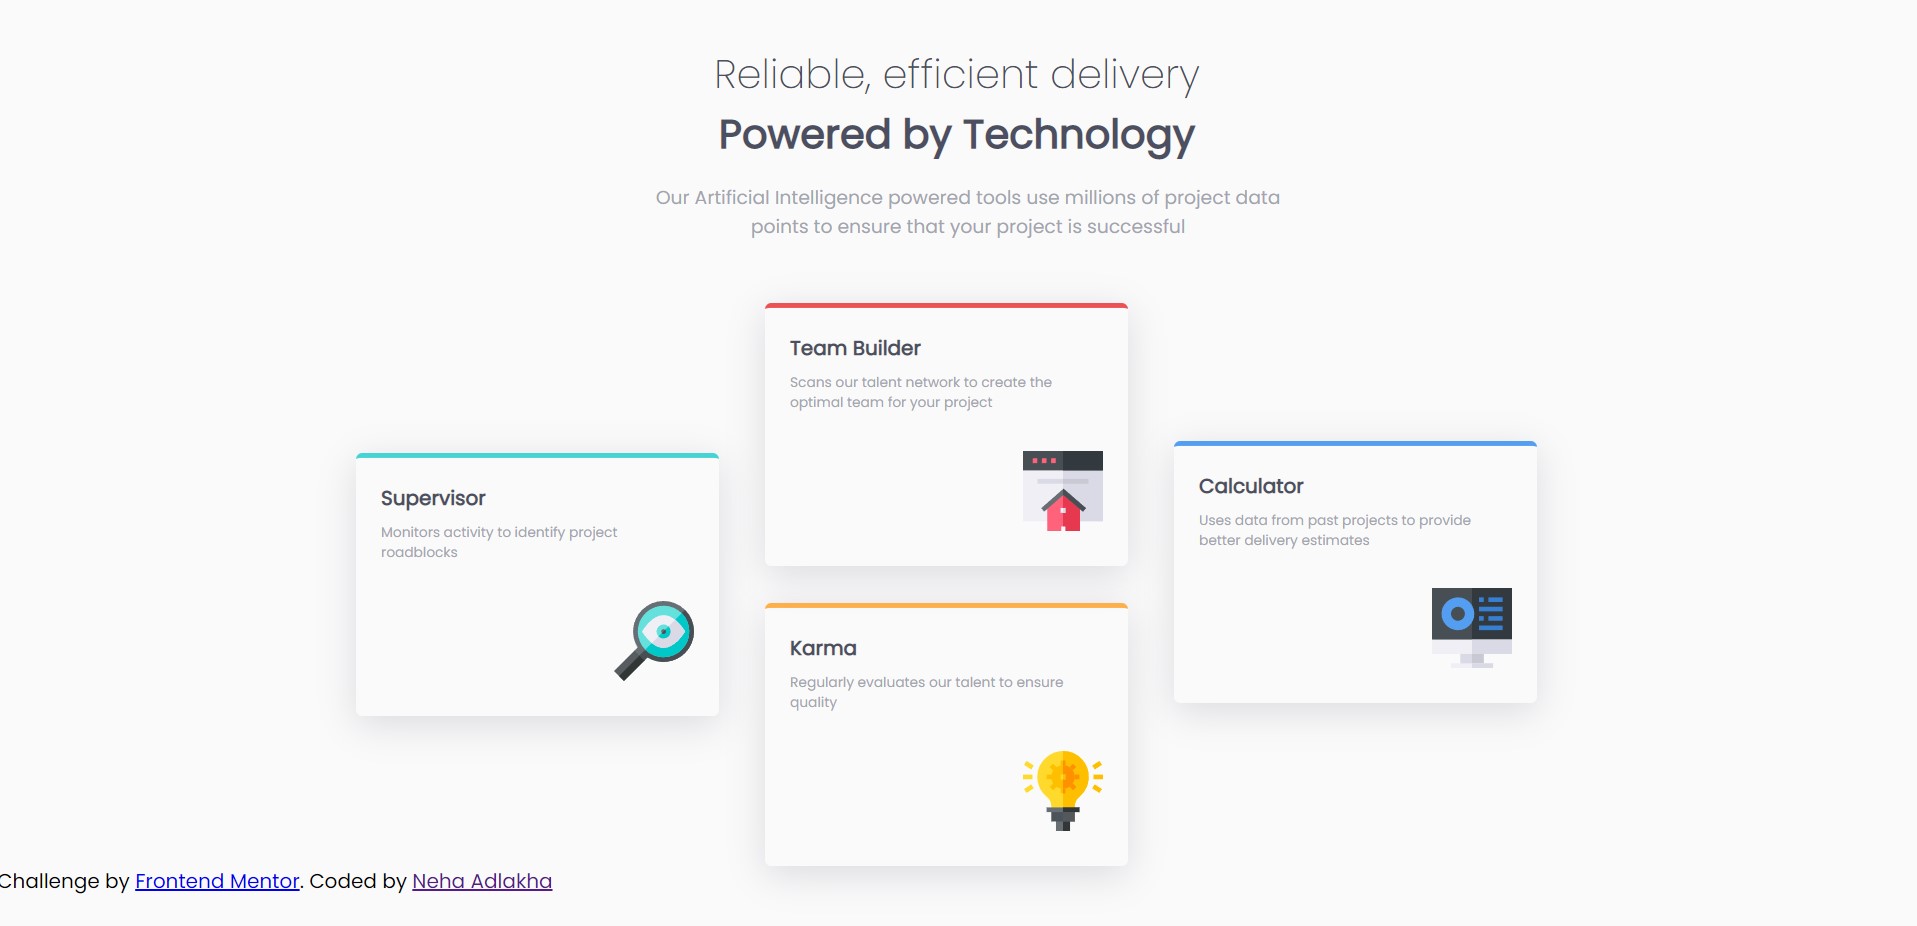 Reliable, efficient delivery
Powered by Technology
Our Artificial Intelligence powered tools use millions of project data
points to ensure that your project is successful
Supervisor
Monitors activity to identify project
roadblocks
Team Builder
Scans our talent network to create the
optimal team for your project
Karma
Regularly evaluates our talent to ensure
quality
Calculator
Uses data from past projects to provide
better delivery estimates
Challenge by Frontend Mentor. Coded by Neha Adlakha